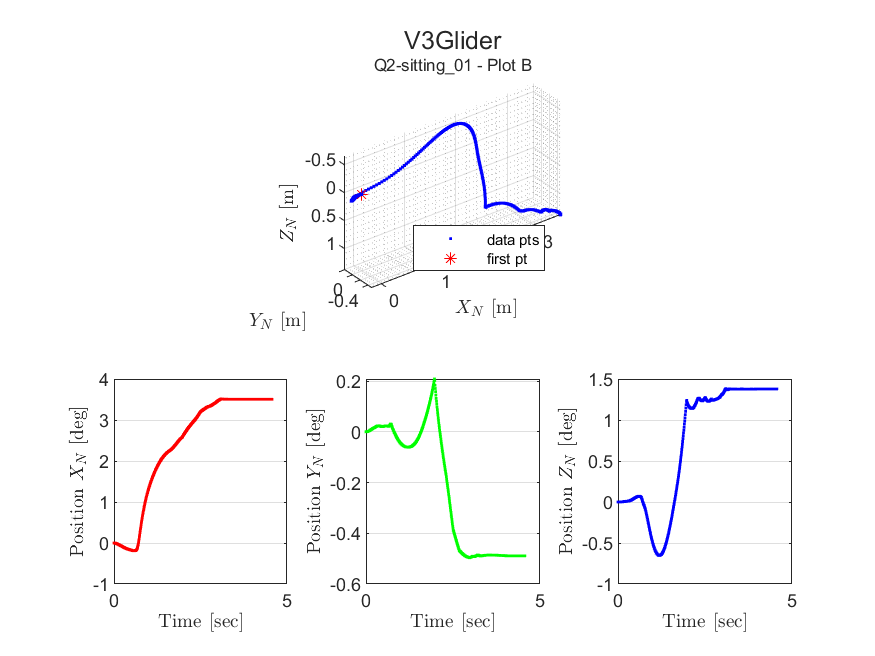 V3Glider
Q2-sitting_01 - Plot B
-0.5
0
0.5
1
Z_N [m]
data pts
first pt
3
0
-0.4
0
1
Y_N [m]
X_N [m]
4
3
2
1
0
-1
Position X_N [deg]
0
5
Time [sec]
0.2
0
-0.2
-0.4
-0.6
Position Y_N [deg]
0
5
Time [sec]
1.5
1
0.5
0
-0.5
-1
Position Z_N [deg]
0
5
Time [sec]